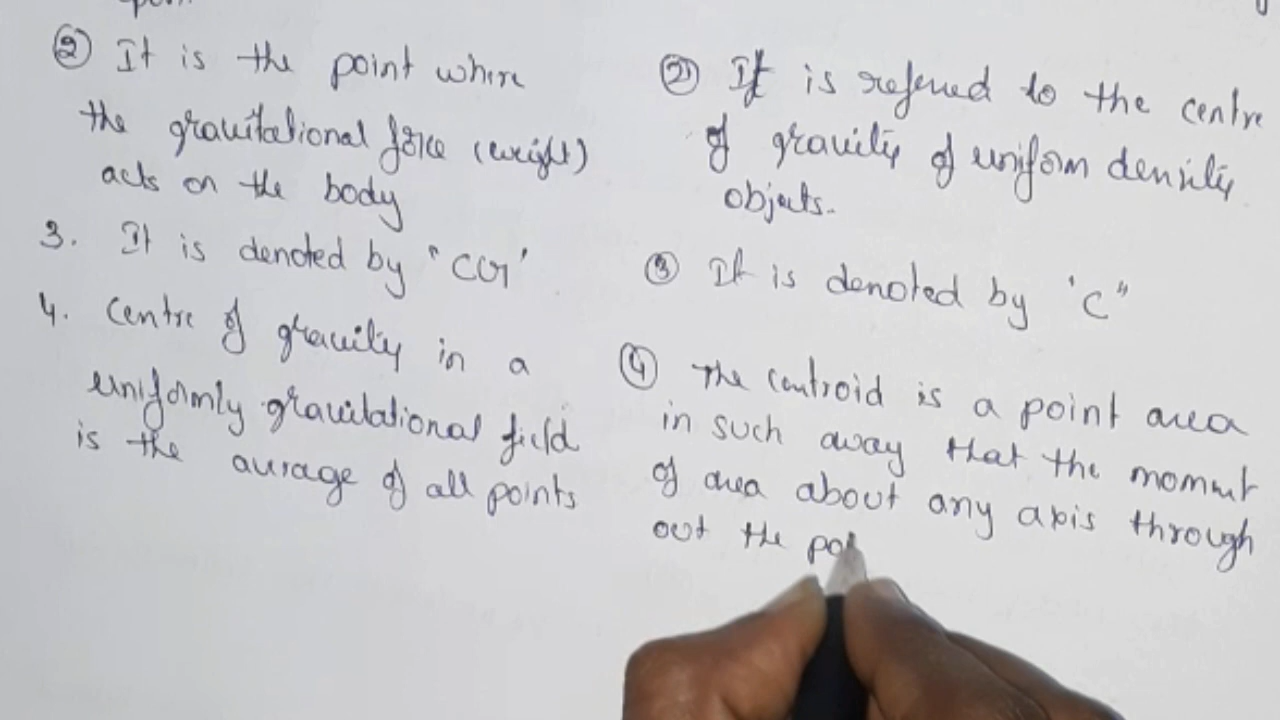 ② It is the point where
the gravitational force (weight)
acts on the body
3. It is denoted by "CG"
4. Centre of gravity in a
uniformly gravitational field
is the average of all points
② It is referred to the centre
of gravity of uniform density
objects.
③ It is denoted by 'C"
④ The centroid is a point area
in such away that the moment
of area about any axis through
out the poi